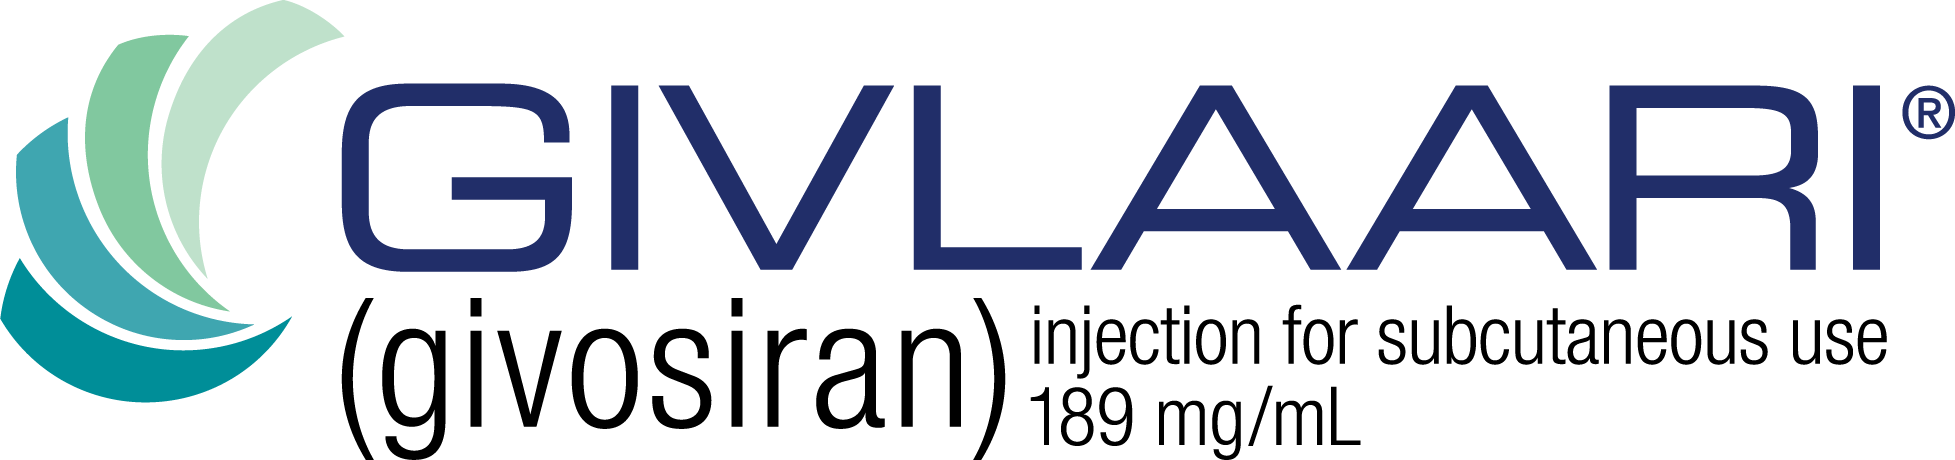 GIVLAARI®
(givosiran) injection for subcutaneous use
189 mg/mL